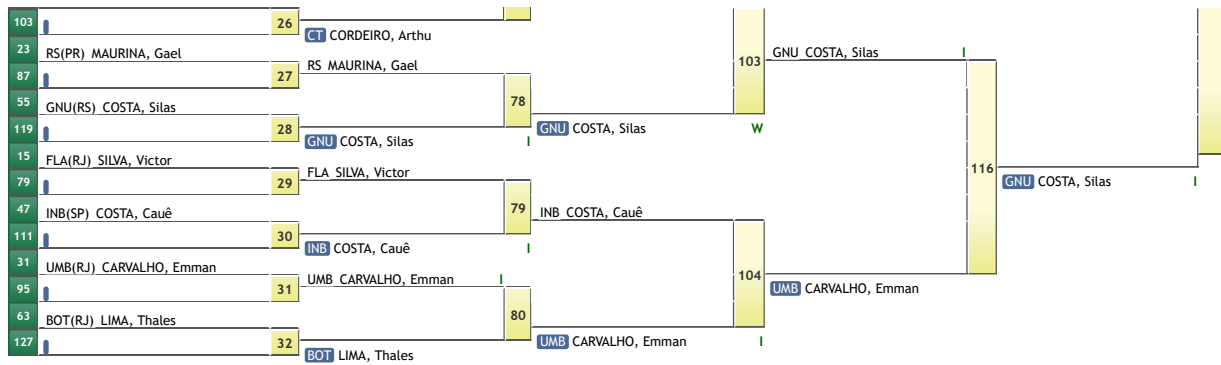 103
26
CT CORDEIRO, Arthu
23
RS(PR) MAURINA, Gael
87
27
RS MAURINA, Gael
78
103
GNU COSTA, Silas I
55
GNU(RS) COSTA, Silas
119
28
GNU COSTA, Silas I
GNU COSTA, Silas W
15
FLA(RJ) SILVA, Victor
79
29
FLA SILVA, Victor
79
116
GNU COSTA, Silas I
47
INB(SP) COSTA, Cauê
111
30
INB COSTA, Cauê I
INB COSTA, Cauê
104
31
UMB(RJ) CARVALHO, Emman
95
31
UMB CARVALHO, Emman I
80
UMB CARVALHO, Emman
63
BOT(RJ) LIMA, Thales
127
32
BOT LIMA, Thales
UMB CARVALHO, Emman I